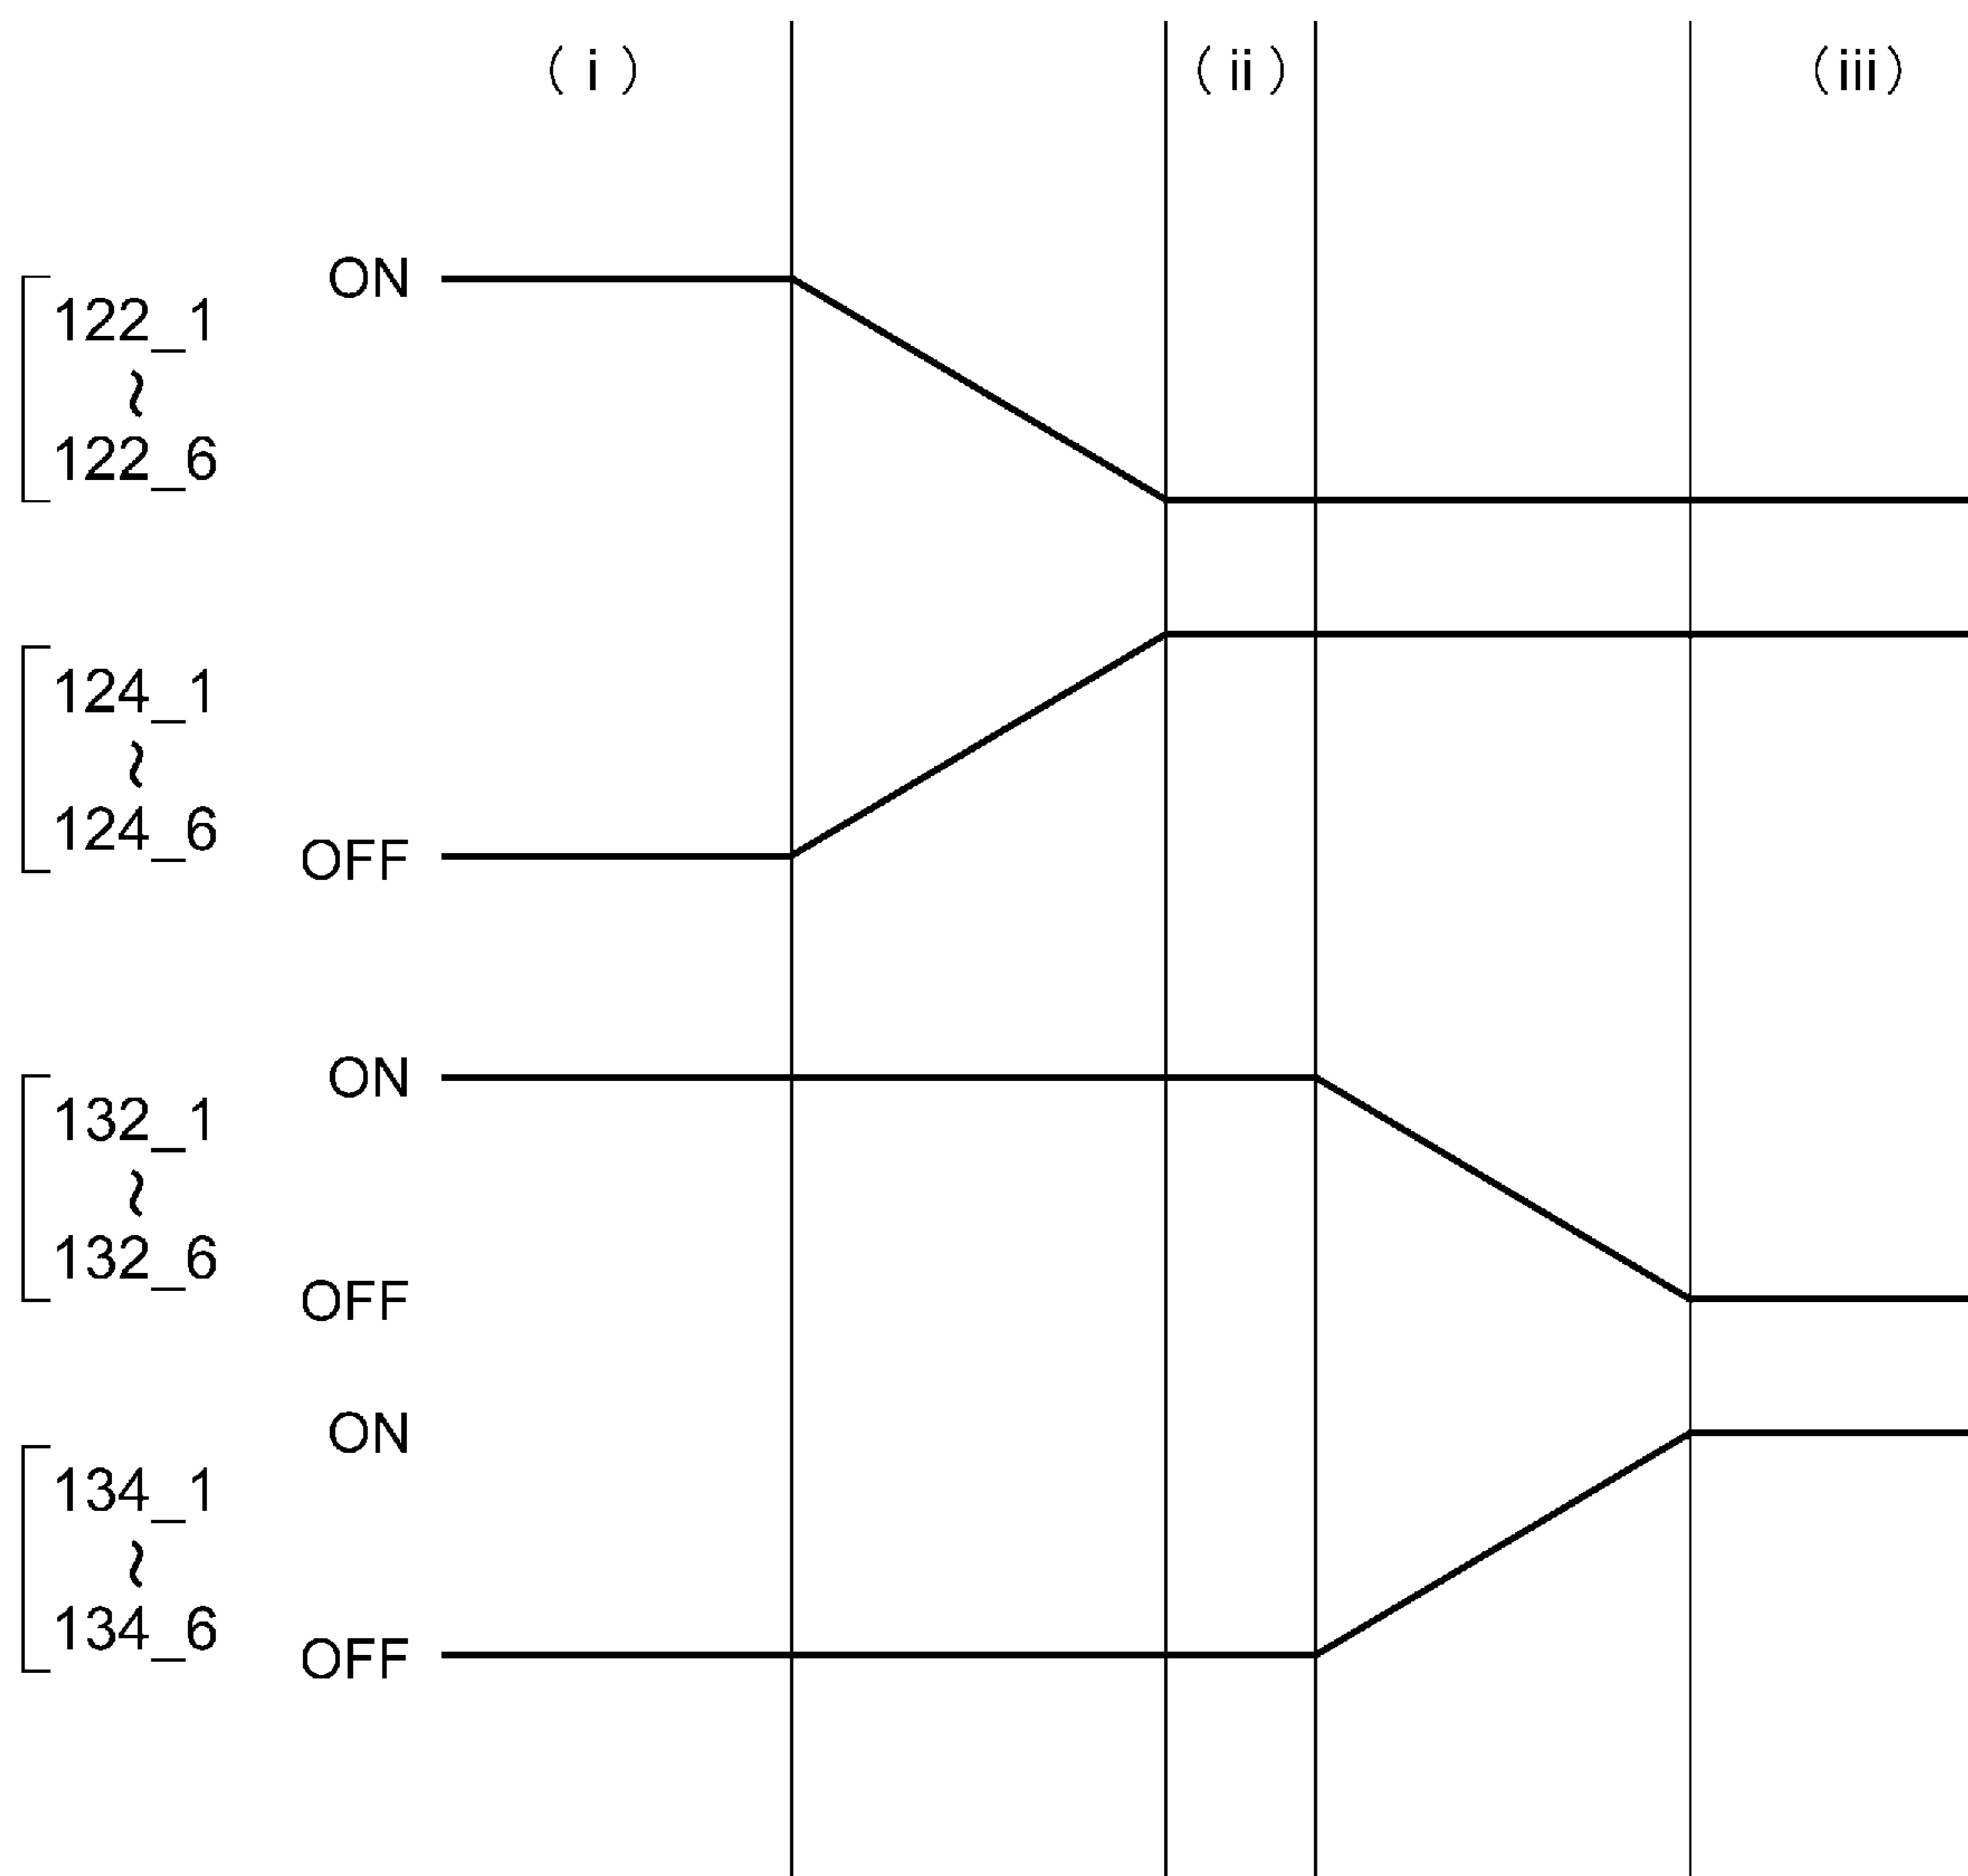 (i) (ii) (iii)
ON
122_1
~
122_6
124_1
~
124_6
OFF
ON
132_1
~
132_6
OFF
ON
134_1
~
134_6
OFF